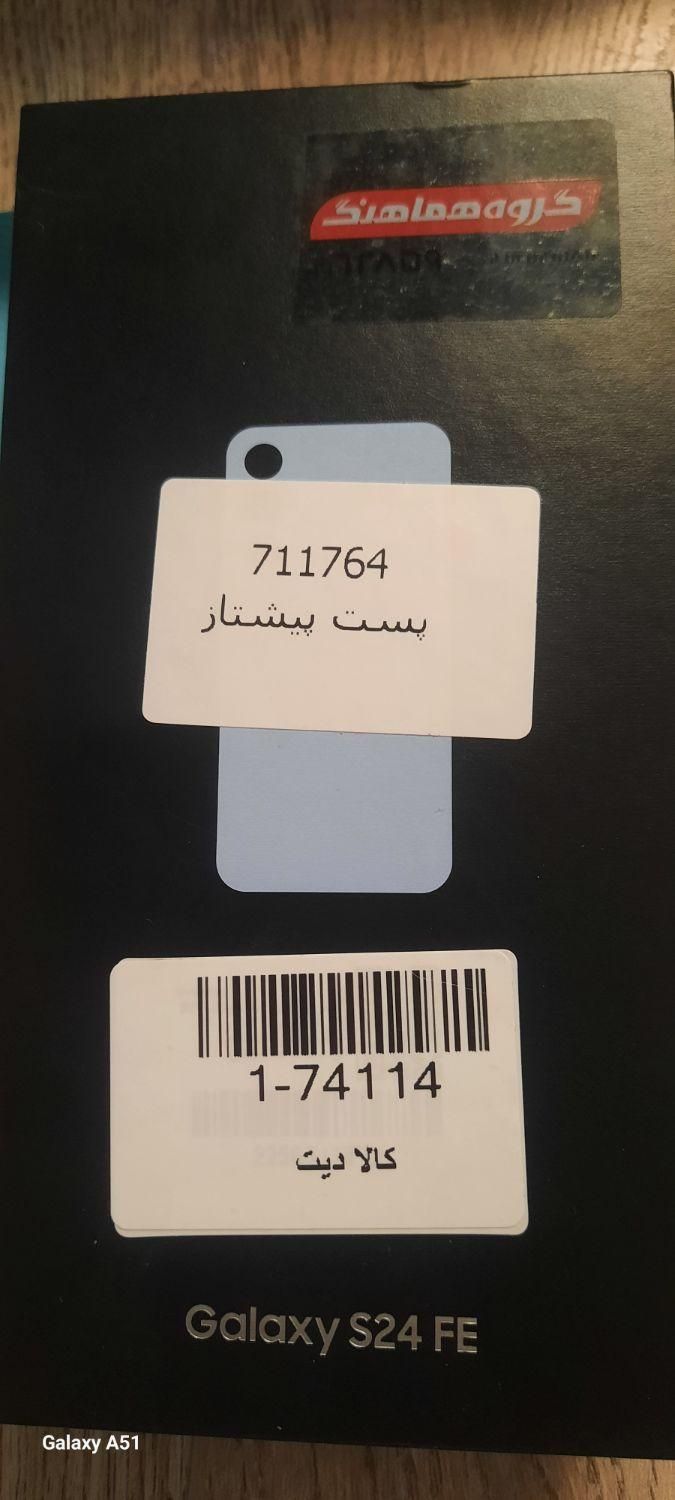 گروه هماهنگ
711764
پست پیشتاز
1-74114
کالا دیت
Galaxy S24 FE
Galaxy A51